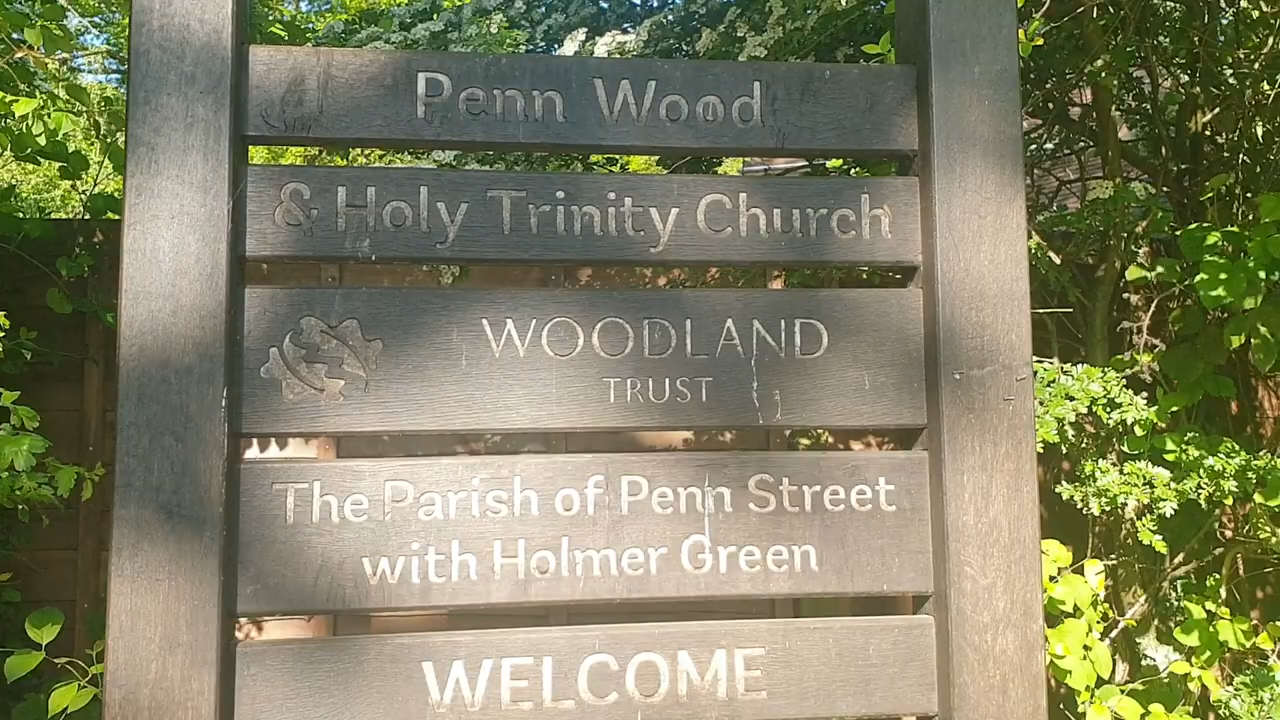 Penn Wood
& Holy Trinity Church
WOODLAND
TRUST
The Parish of Penn Street
with Holmer Green
WELCOME